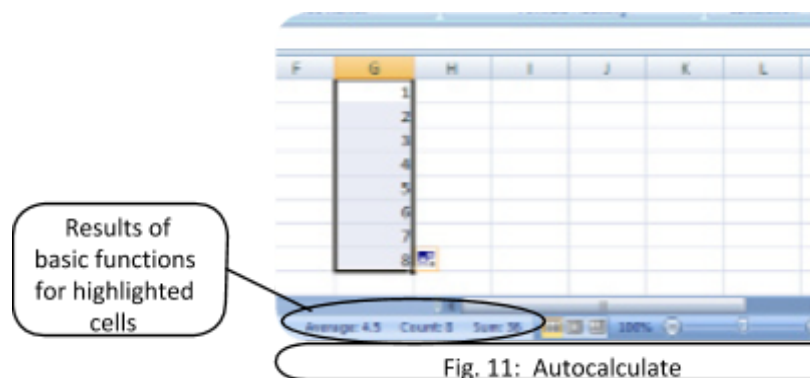 F G H I J K L
1
2
3
4
5
6
7
8
Results of
basic functions
for highlighted
cells
Average: 4.5 Count: 8 Sum: 36 100%
Fig. 11: Autocalculate